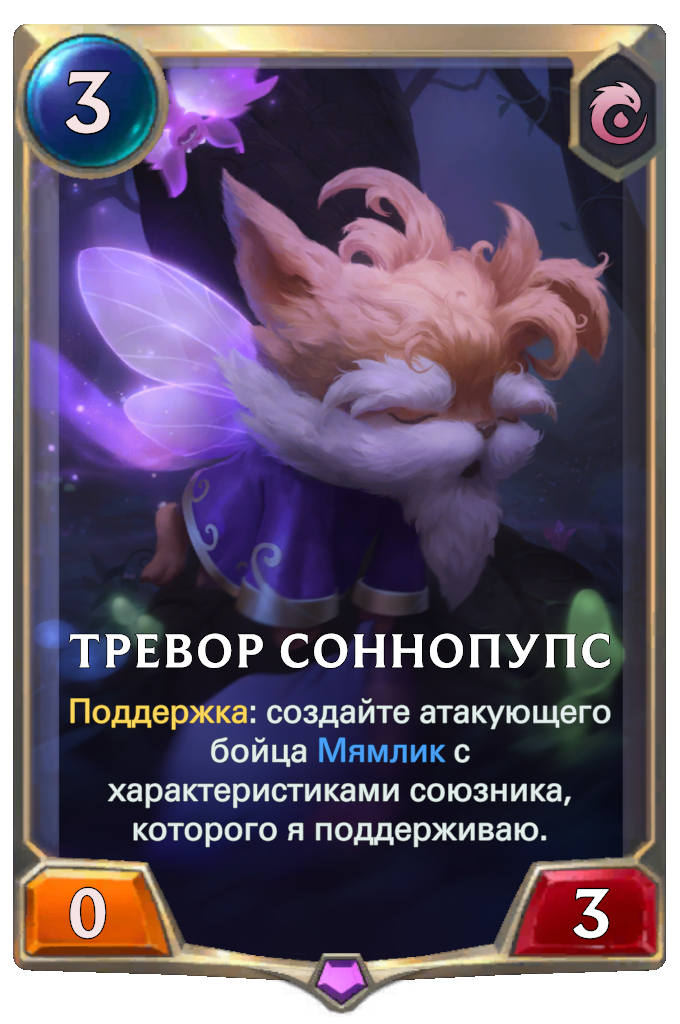 3
ТРЕВОР СОННОПУПС
Поддержка: создайте атакующего
бойца Мямлик с
характеристиками союзника,
которого я поддерживаю.
0
3